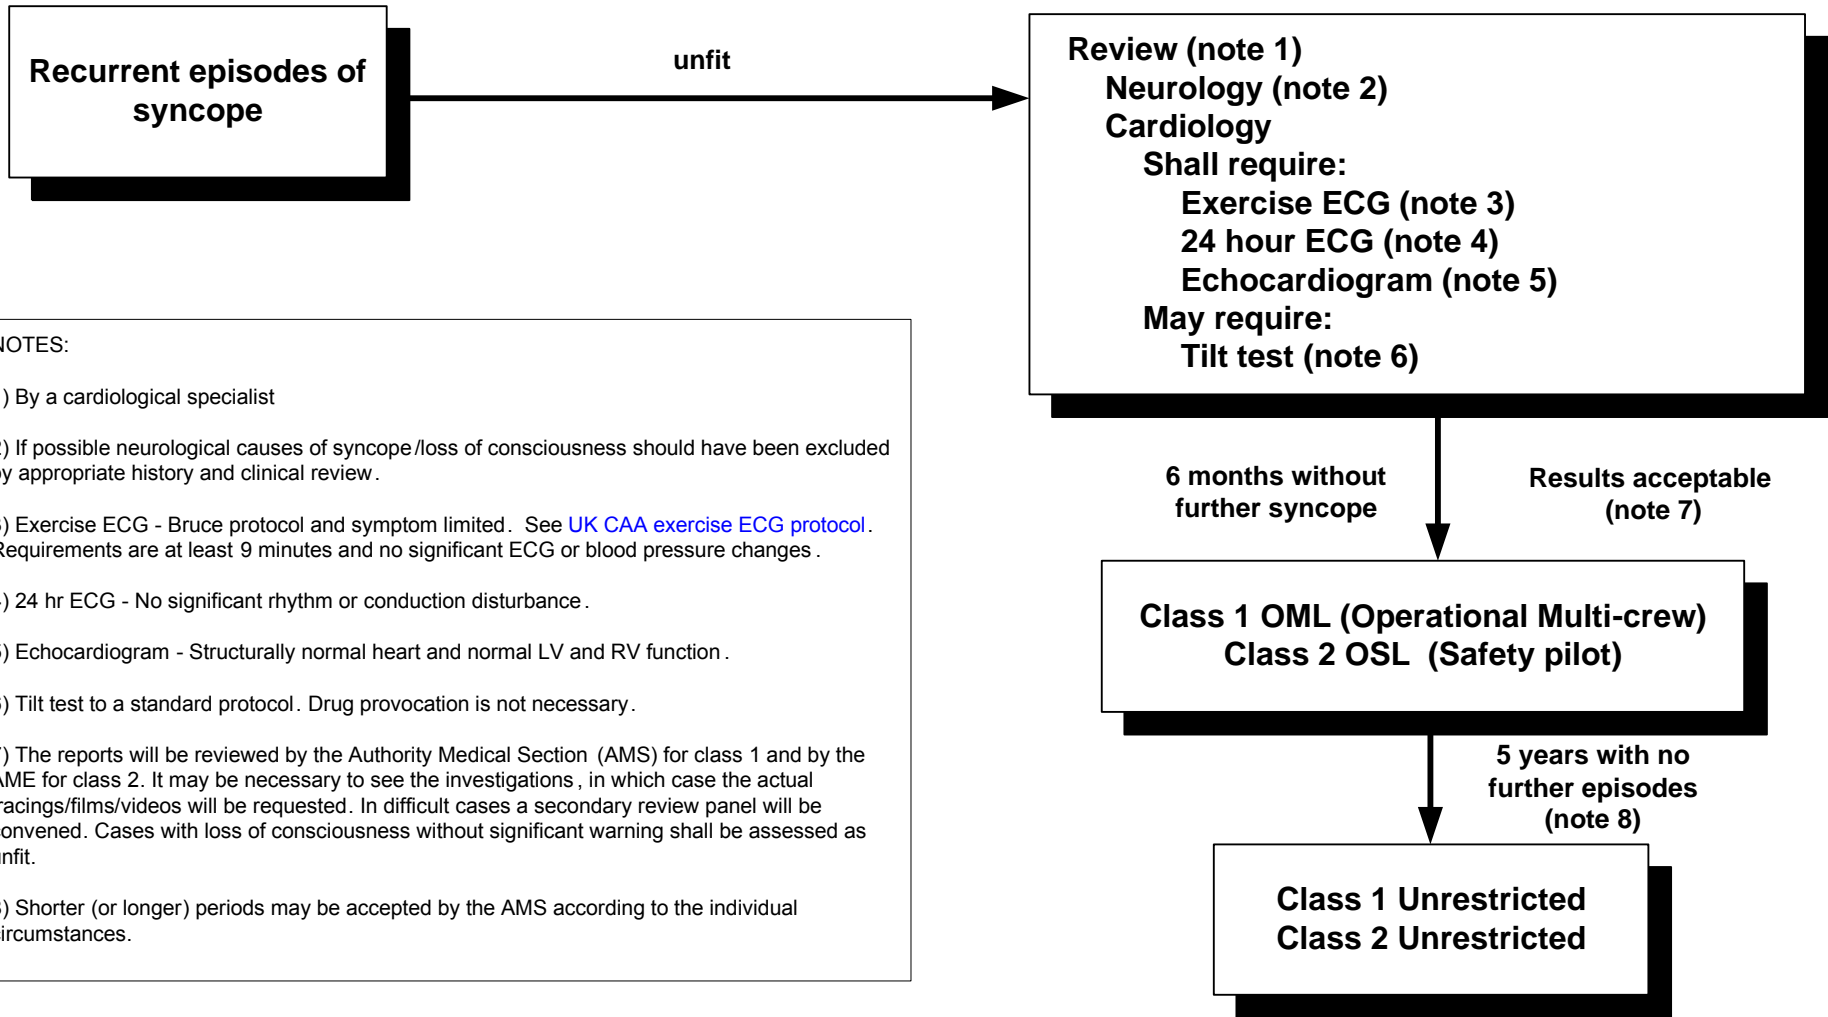 Recurrent episodes of
syncope
unfit
Review (note 1)
Neurology (note 2)
Cardiology
Shall require:
Exercise ECG (note 3)
24 hour ECG (note 4)
Echocardiogram (note 5)
May require:
Tilt test (note 6)
6 months without
further syncope
Results acceptable
(note 7)
Class 1 OML (Operational Multi-crew)
Class 2 OSL (Safety pilot)
5 years with no
further episodes
(note 8)
Class 1 Unrestricted
Class 2 Unrestricted
NOTES:
) By a cardiological specialist
) If possible neurological causes of syncope/loss of consciousness should have been excluded
by appropriate history and clinical review.
) Exercise ECG - Bruce protocol and symptom limited. See UK CAA exercise ECG protocol.
Requirements are at least 9 minutes and no significant ECG or blood pressure changes.
) 24 hr ECG - No significant rhythm or conduction disturbance.
) Echocardiogram - Structurally normal heart and normal LV and RV function.
) Tilt test to a standard protocol. Drug provocation is not necessary.
) The reports will be reviewed by the Authority Medical Section (AMS) for class 1 and by the
AME for class 2. It may be necessary to see the investigations, in which case the actual
tracings/films/videos will be requested. In difficult cases a secondary review panel will be
convened. Cases with loss of consciousness without significant warning shall be assessed as
unfit.
) Shorter (or longer) periods may be accepted by the AMS according to the individual
circumstances.